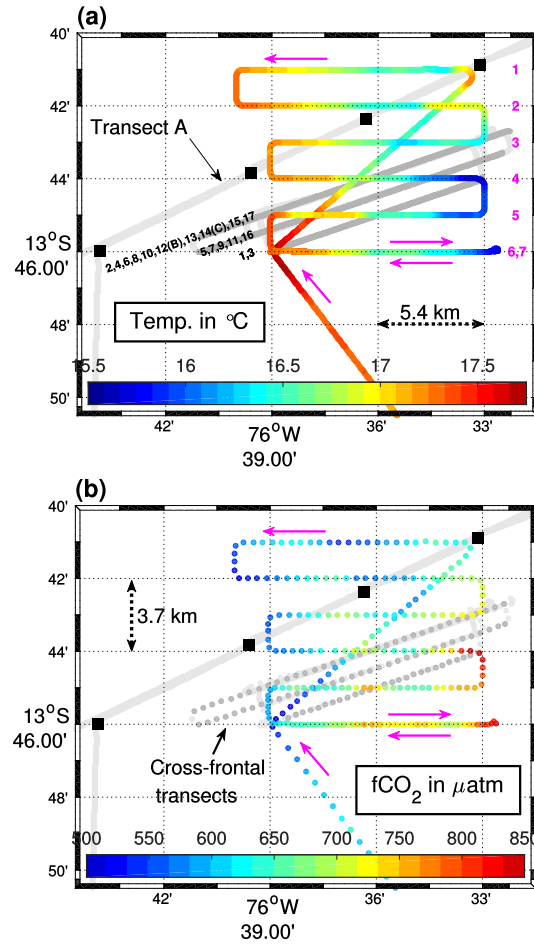 (a)
40'
42'
44'
13°S
46.00'
48'
50'
Transect A
1
2
3
4
5
6,7
2,4,6,8,10,12(B),13,14(C),15,17
5,7,9,11,16
1,3
Temp. in °C
5.4 km
15.5 16 16.5 17 17.5
42' 76°W 36' 33'
39.00'
(b)
40'
42'
44'
13°S
46.00'
48'
50'
3.7 km
Cross-frontal
transects
fCO2 in µatm
500 550 600 650 700 750 800 850
42' 76°W 36' 33'
39.00'